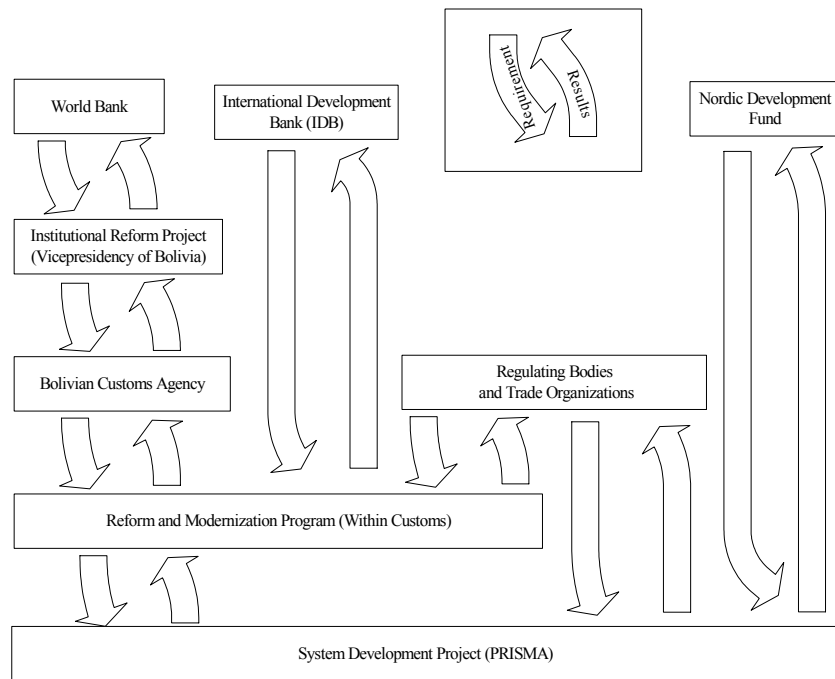 Requirement
Results
World Bank
International Development
Bank (IDB)
Nordic Development
Fund
Institutional Reform Project
(Vicepresidency of Bolivia)
Bolivian Customs Agency
Regulating Bodies
and Trade Organizations
Reform and Modernization Program (Within Customs)
System Development Project (PRISMA)